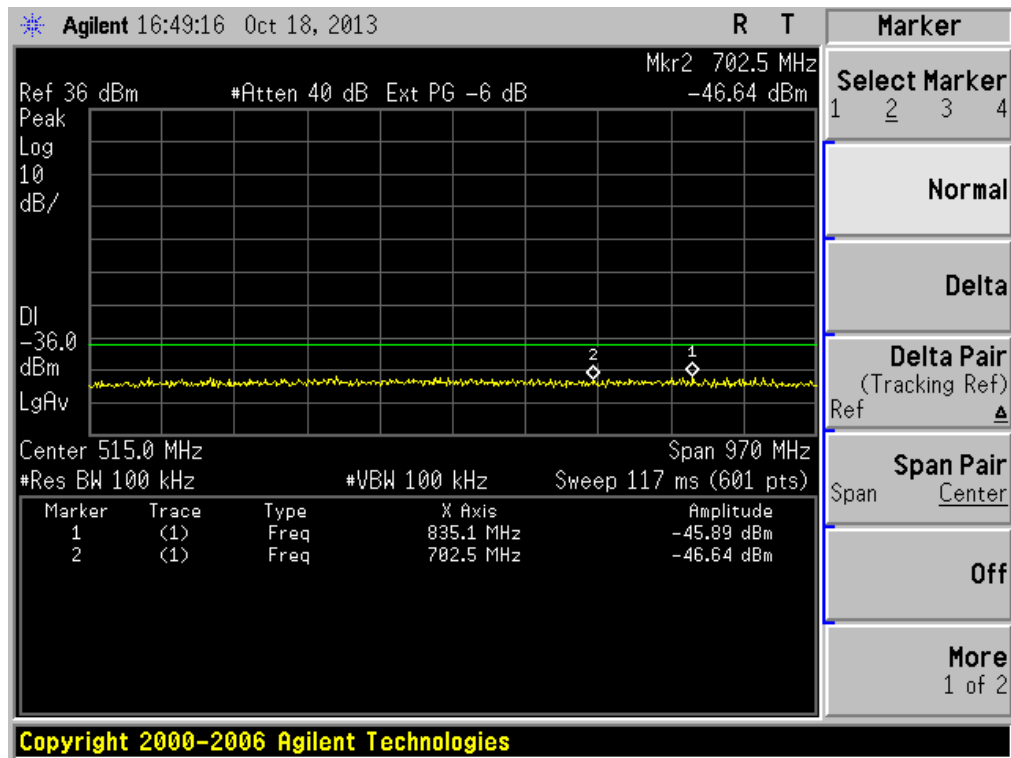 Agilent 16:49:16 Oct 18, 2013 R T
Mkr2 702.5 MHz
Ref 36 dBm #Atten 40 dB Ext PG -6 dB -46.64 dBm
Peak
Log
10
dB/
DI
-36.0
dBm
LgAv
2 1
Center 515.0 MHz Span 970 MHz
#Res BW 100 kHz #VBW 100 kHz Sweep 117 ms (601 pts)
Marker Trace Type X Axis Amplitude
1 (1) Freq 835.1 MHz -45.89 dBm
2 (1) Freq 702.5 MHz -46.64 dBm
Marker
Select Marker
1 2 3 4
Normal
Delta
Delta Pair
(Tracking Ref)
Ref Δ
Span Pair
Span Center
Off
More
1 of 2
Copyright 2000-2006 Agilent Technologies